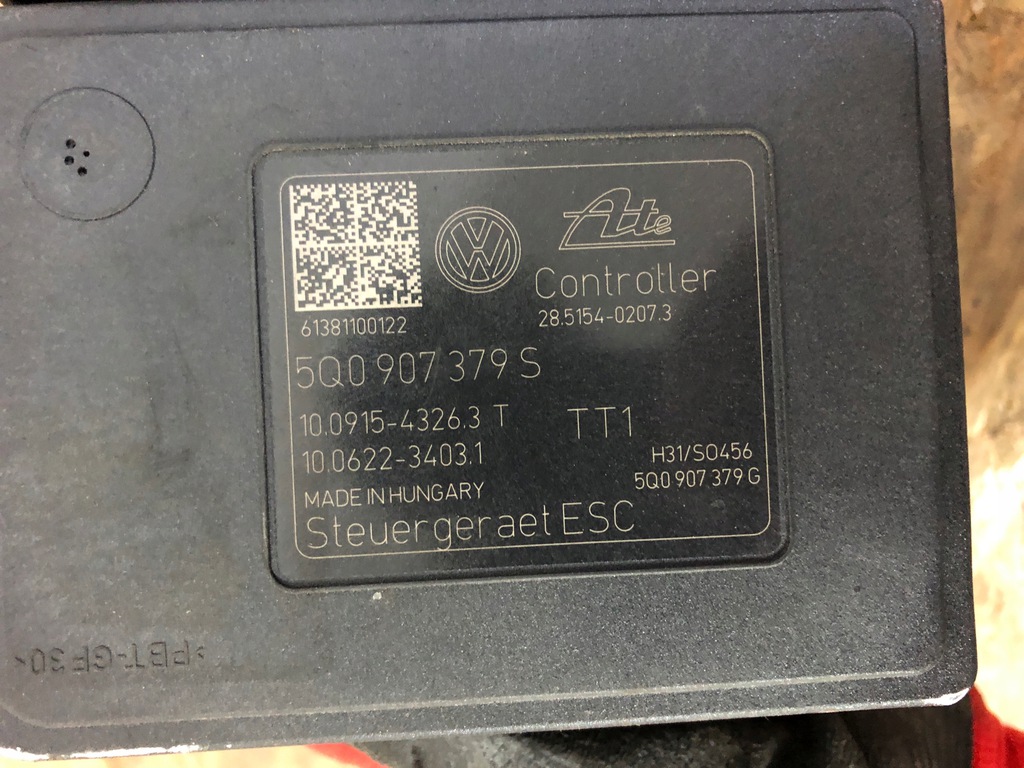 Ate
Controller
28.5154-0207.3
61381100122
5Q0 907 379 S
10.0915-4326.3 T
TT1
10.0622-3403.1
H31/S0456
5Q0 907 379 G
MADE IN HUNGARY
Steuergeraet ESC
>PBT-GF30<